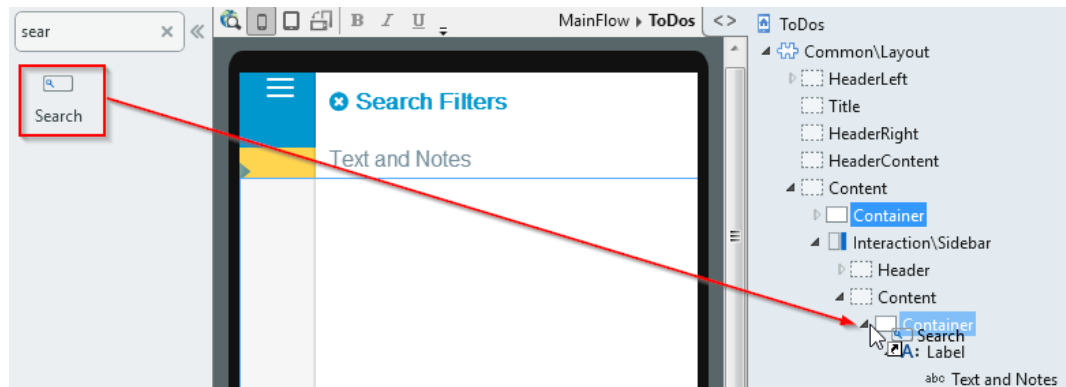 sear
Search
B I U
MainFlow ▸ ToDos
<>
Search Filters
Text and Notes
ToDos
Common\Layout
HeaderLeft
Title
HeaderRight
HeaderContent
Content
Container
Interaction\Sidebar
Header
Content
Container
Search
A: Label
abc Text and Notes